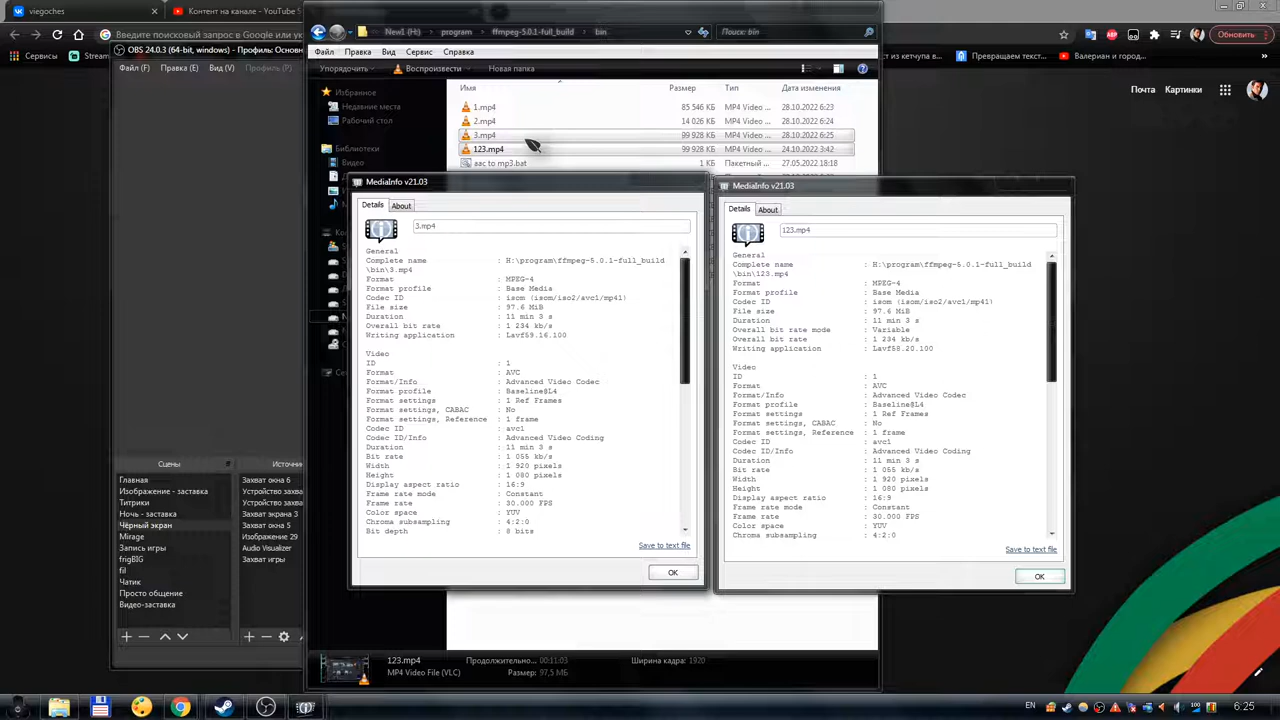 viegoches
Введите поисковый запрос в Google и
Обновить
YouTube
Gmail
Steam
OBS 24.0.3 (64-bit, windows) - Профиль: Основн
Файл (F)
Правка (E)
Вид (V)
Профиль (P)
из кетчупа в...
Превращаем текст...
Валериан и город...
Почта
Картинки
New1 (H:)
program
ffmpeg-5.0.1-full_build
bin
Поиск: bin
Файл
Правка
Вид
Сервис
Справка
Упорядочить
Воспроизвести
Новая папка
Избранное
Недавние места
Рабочий стол
Библиотеки
Видео
Имя
Размер
Тип
Дата изменения
1.mp4
85 546 КБ
MP4 Video ...
28.10.2022 6:23
2.mp4
14 026 КБ
MP4 Video ...
28.10.2022 6:24
3.mp4
99 928 КБ
MP4 Video ...
28.10.2022 6:25
123.mp4
99 928 КБ
MP4 Video ...
24.10.2022 3:42
aac to mp3.bat
1 КБ
Пакетный ...
27.05.2022 18:18
MediaInfo v21.03
Details
About
3.mp4
General
Complete name : H:\program\ffmpeg-5.0.1-full_build
\bin\3.mp4
Format : MPEG-4
Format profile : Base Media
Codec ID : isom (isom/iso2/avc1/mp41)
File size : 97.6 MiB
Duration : 11 min 3 s
Overall bit rate : 1 234 kb/s
Writing application : Lavf59.16.100
Video
ID : 1
Format : AVC
Format/Info : Advanced Video Codec
Format profile : Baseline@L4
Format settings : 1 Ref Frames
Format settings, CABAC : No
Format settings, Reference : 1 frame
Codec ID : avc1
Codec ID/Info : Advanced Video Coding
Duration : 11 min 3 s
Bit rate : 1 055 kb/s
Width : 1 920 pixels
Height : 1 080 pixels
Display aspect ratio : 16:9
Frame rate mode : Constant
Frame rate : 30.000 FPS
Color space : YUV
Chroma subsampling : 4:2:0
Bit depth : 8 bits
Save to text file
OK
MediaInfo v21.03
Details
About
123.mp4
General
Complete name : H:\program\ffmpeg-5.0.1-full_build
\bin\123.mp4
Format : MPEG-4
Format profile : Base Media
Codec ID : isom (isom/iso2/avc1/mp41)
File size : 97.6 MiB
Duration : 11 min 3 s
Overall bit rate mode : Variable
Overall bit rate : 1 234 kb/s
Writing application : Lavf58.20.100
Video
ID : 1
Format : AVC
Format/Info : Advanced Video Codec
Format profile : Baseline@L4
Format settings : 1 Ref Frames
Format settings, CABAC : No
Format settings, Reference : 1 frame
Codec ID : avc1
Codec ID/Info : Advanced Video Coding
Duration : 11 min 3 s
Bit rate : 1 055 kb/s
Width : 1 920 pixels
Height : 1 080 pixels
Display aspect ratio : 16:9
Frame rate mode : Constant
Frame rate : 30.000 FPS
Color space : YUV
Chroma subsampling : 4:2:0
Save to text file
OK
Сцены
Источник
Главная
Изображение - заставка
Титрики
Ночь - заставка
Чёрный экран
Mirage
Запись игры
frigBIG
fil
Чатик
Просто общение
Видео-заставка
Захват окна 6
Устройство захва
Захват экрана 3
Захват окна 5
Изображение 29
Audio Visualizer
Захват игры
123.mp4
MP4 Video File (VLC)
Продолжительно... 00:11:03
Размер: 97,5 МБ
Ширина кадра: 1920
EN
6:25